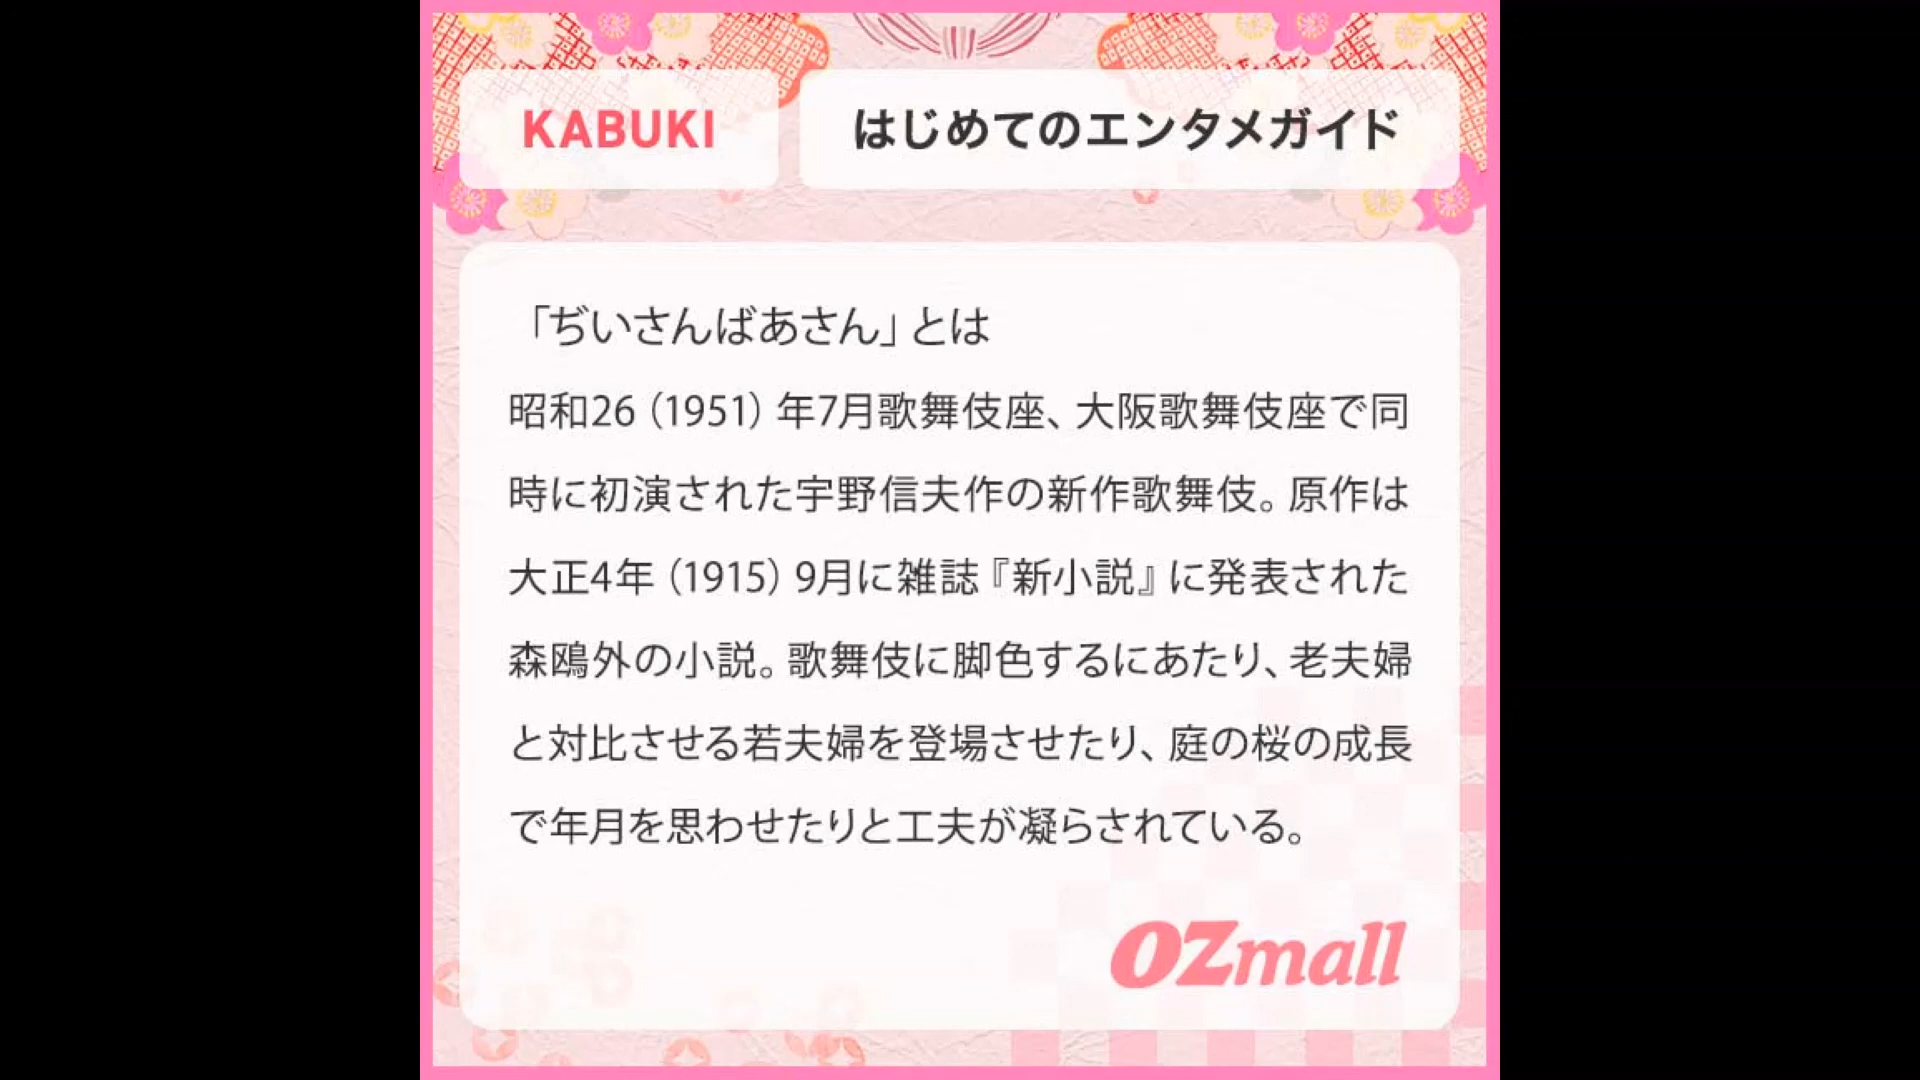 KABUKI
はじめてのエンタメガイド
「ぢいさんばあさん」とは
昭和26（1951）年7月歌舞伎座、大阪歌舞伎座で同
時に初演された宇野信夫作の新作歌舞伎。原作は
大正4年（1915）9月に雑誌『新小説』に発表された
森鴎外の小説。歌舞伎に脚色するにあたり、老夫婦
と対比させる若夫婦を登場させたり、庭の桜の成長
で年月を思わせたりと工夫が凝らされている。
OZmall